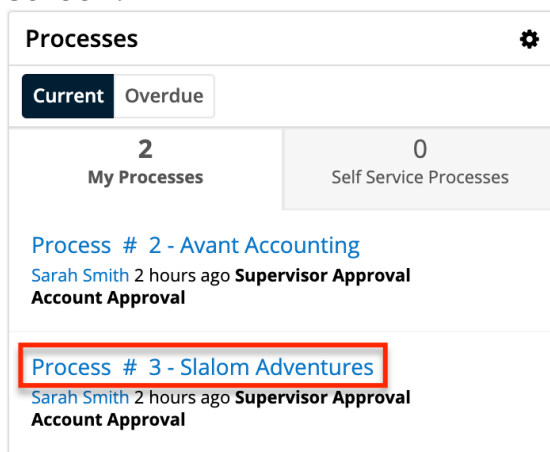 Processes
Current Overdue
2 0
My Processes Self Service Processes
Process # 2 - Avant Accounting
Sarah Smith 2 hours ago Supervisor Approval
Account Approval
Process # 3 - Slalom Adventures
Sarah Smith 2 hours ago Supervisor Approval
Account Approval